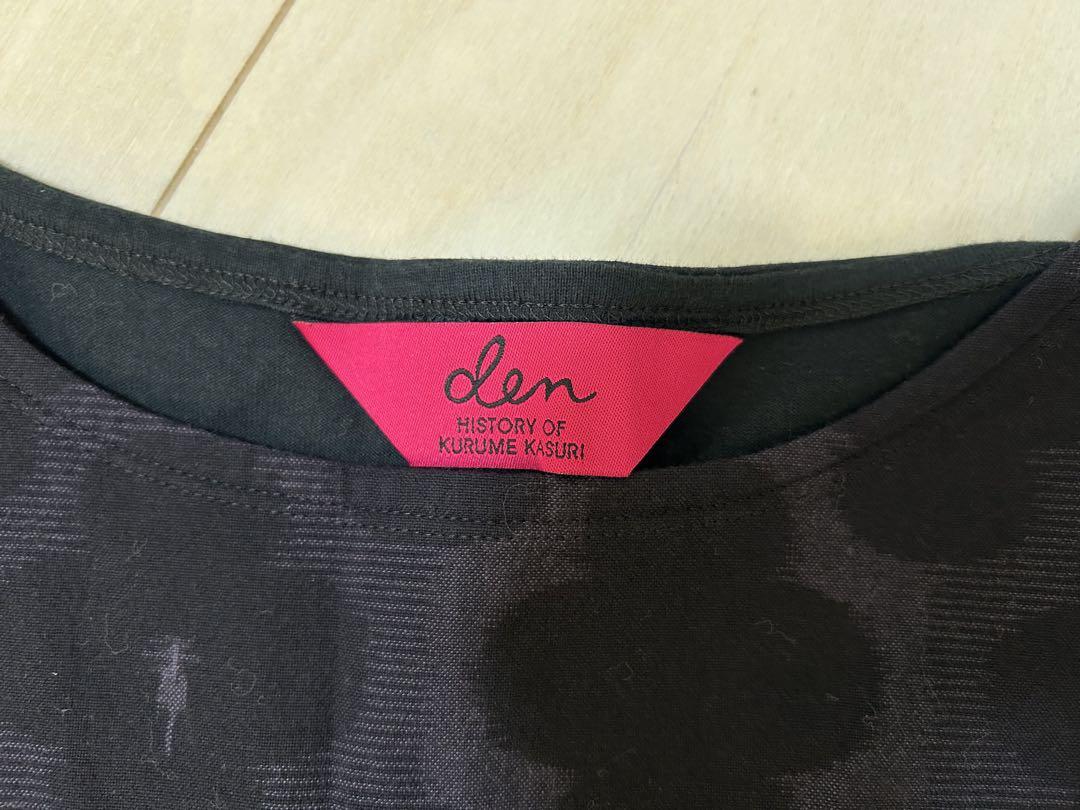 den
HISTORY OF
KURUME KASURI